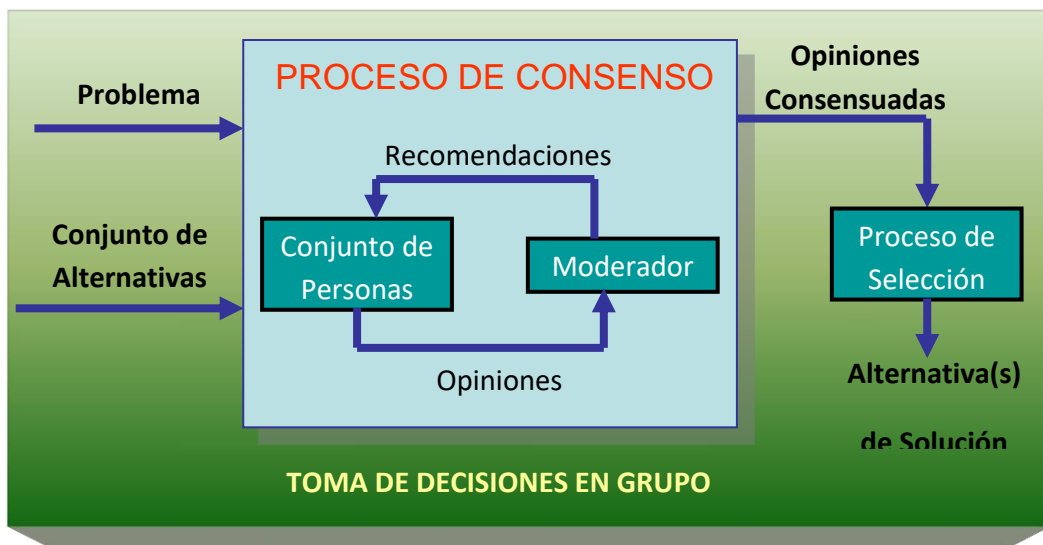 Problema
Conjunto de
Alternativas
PROCESO DE CONSENSO
Recomendaciones
Conjunto de
Personas
Moderador
Opiniones
Opiniones
Consensuadas
Proceso de
Selección
Alternativa(s)
de Solución
TOMA DE DECISIONES EN GRUPO